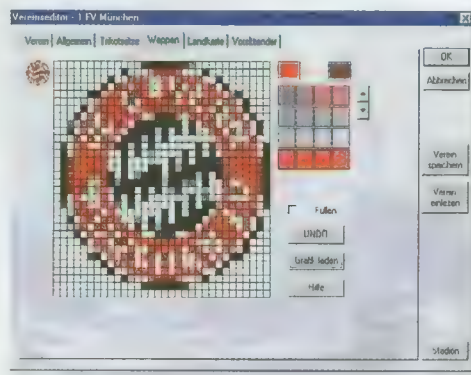 Vereinseditor - 1 FV München
Verein Allgemein Trikotsätze Wappen Landkarte Vorsitzender
OK
Abbrechen
Verein speichern
Verein einlesen
Füllen
UNDO
Grafik laden
Hilfe
Stadion